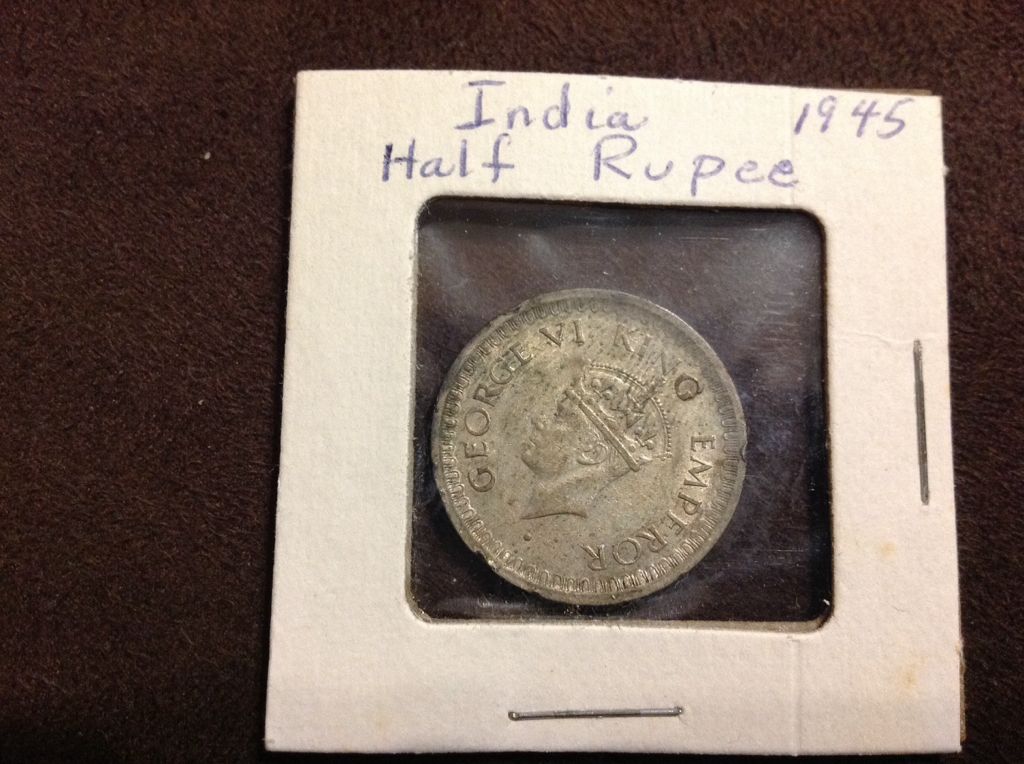 India 1945
Half Rupee
GEORGE VI KING EMPEROR